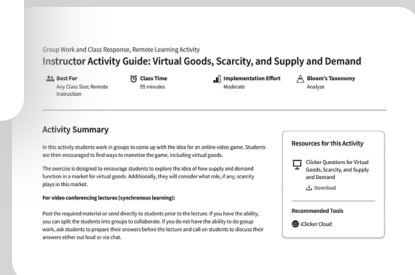 Group Work and Class Response, Remote Learning Activity
Instructor Activity Guide: Virtual Goods, Scarcity, and Supply and Demand
Best For
Any Class Size; Remote
Instruction
Class Time
55 minutes
Implementation Effort
Moderate
Bloom's Taxonomy
Analyze
Activity Summary
In this activity students work in groups to come up with the idea for an online video game. Students
are then encouraged to find ways to monetize the game, including virtual goods.
The exercise is designed to encourage students to explore the idea of how supply and demand
function in a market for virtual goods. Additionally, they will consider what role, if any, scarcity
plays in this market.
For video conferencing lectures (synchronous learning):
Post the required material or send directly to students prior to the lecture. If you have the ability,
you can split the students into groups to collaborate. If you do not have the ability to do group
work, ask students to prepare their answers before the lecture and call on students to discuss their
answers either out loud or via chat.
Resources for this Activity
Clicker Questions for Virtual
Goods, Scarcity, and Supply
and Demand
Download
Recommended Tools
iClicker Cloud